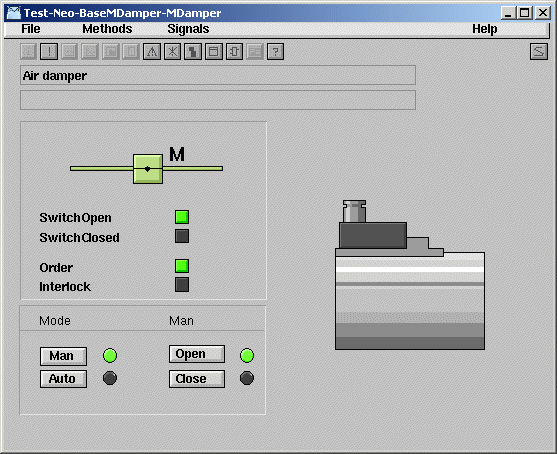 Test-Neo-BaseMDamper-MDamper
File Methods Signals Help
! ?
Air damper
M
SwitchOpen
SwitchClosed
Order
Interlock
Mode Man
Man Open
Auto Close